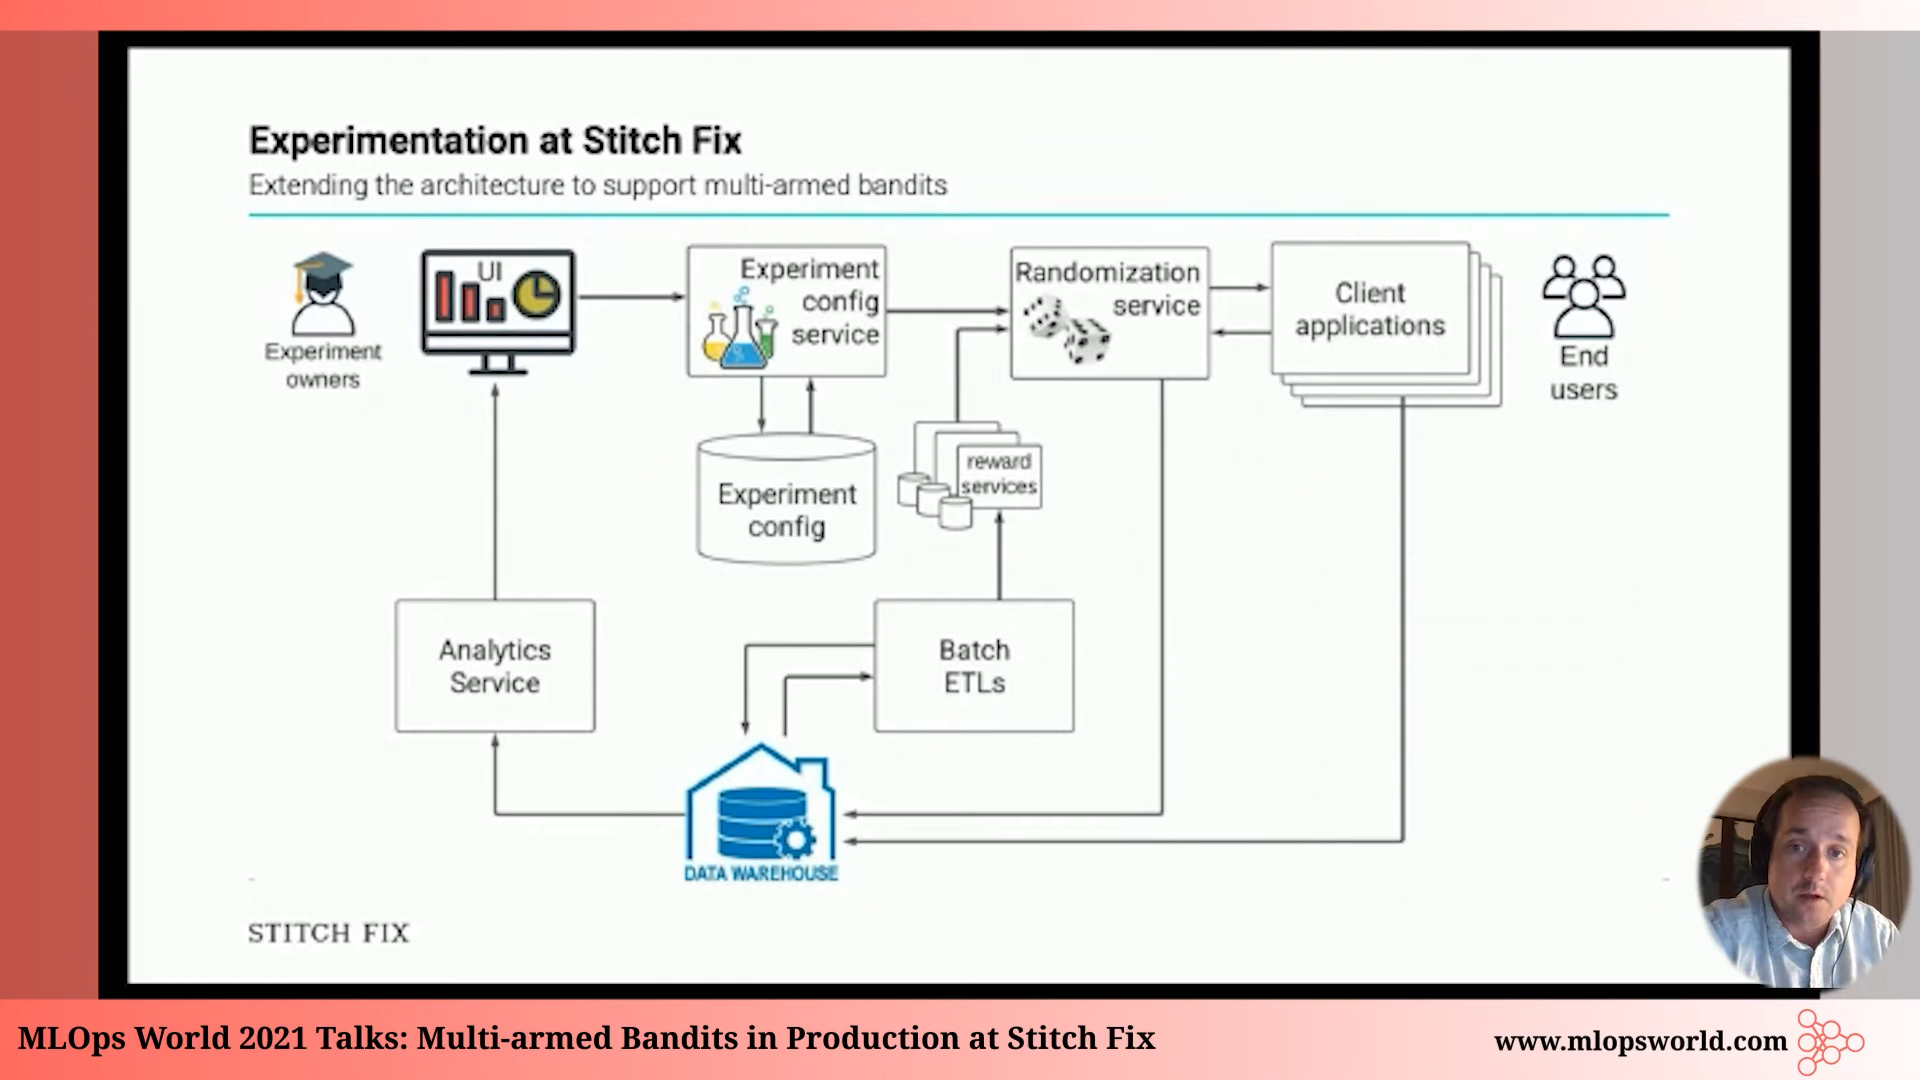 Experimentation at Stitch Fix
Extending the architecture to support multi-armed bandits
Experiment
owners
UI
Experiment
config
service
Randomization
service
Client
applications
End
users
Experiment
config
reward
services
Analytics
Service
Batch
ETLs
DATA WAREHOUSE
STITCH FIX
MLOps World 2021 Talks: Multi-armed Bandits in Production at Stitch Fix
www.mlopsworld.com